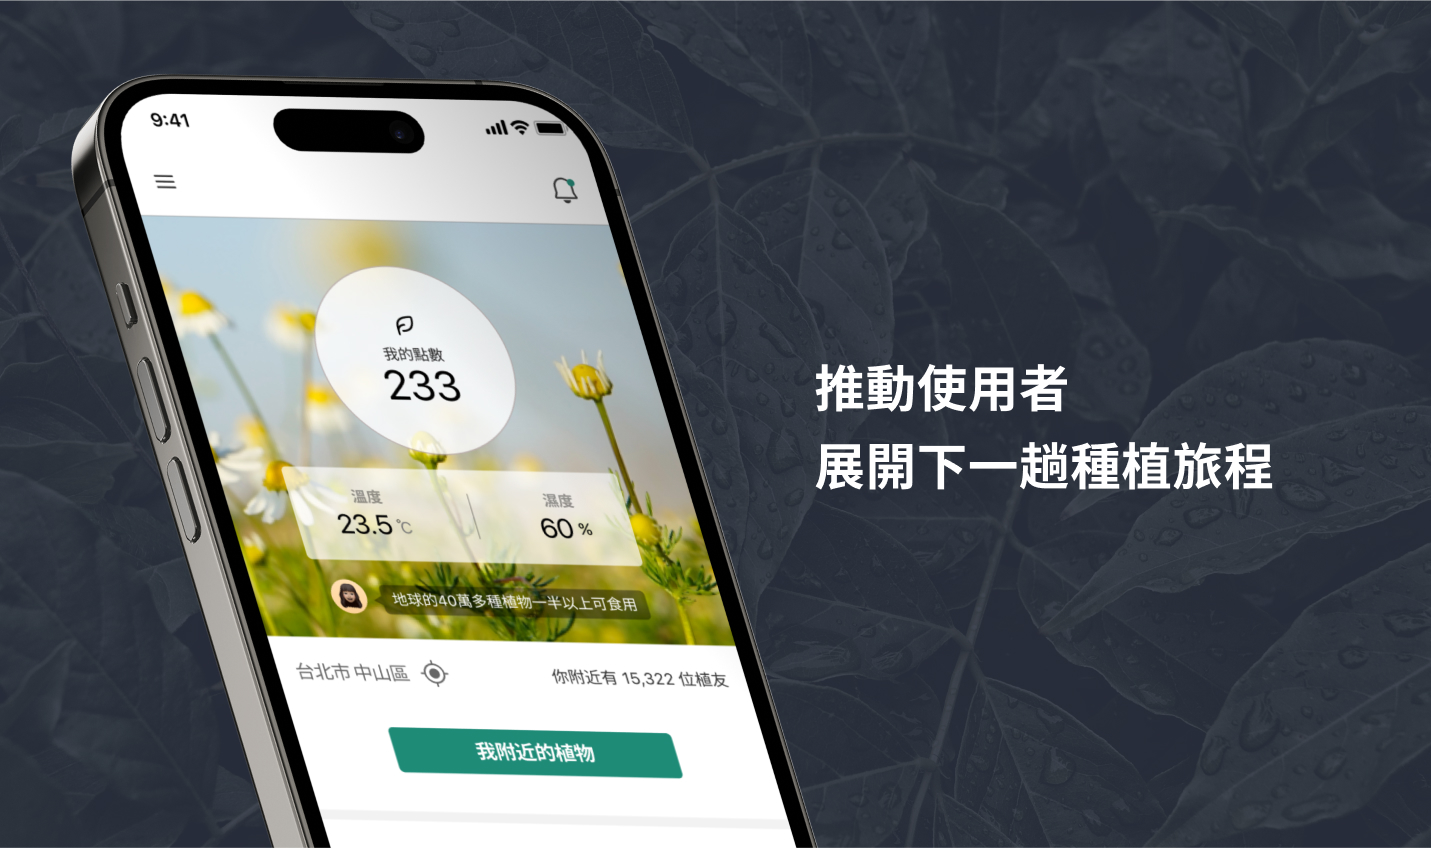 9:41
我的點數
233
溫度
23.5 °C
濕度
60 %
地球的40萬多種植物一半以上可食用
台北市 中山區
你附近有 15,322 位植友
我附近的植物
推動使用者
展開下一趟種植旅程